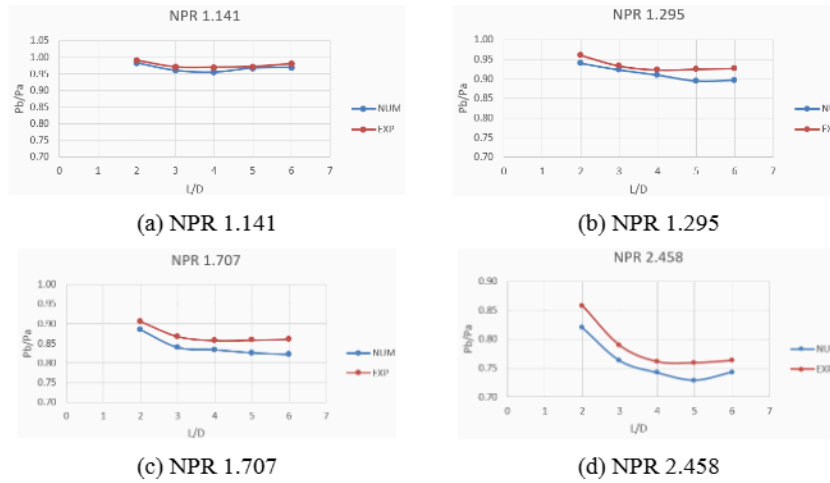 NPR 1.141
1.05
1.00
0.95
0.90
0.85
0.80
0.75
0.70
Pb/Pa
0 1 2 3 4 5 6 7
L/D
NUM
EXP
(a) NPR 1.141
NPR 1.295
1.00
0.95
0.90
0.85
0.80
0.75
0.70
Pb/Pa
0 1 2 3 4 5 6 7
L/D
NUM
EXP
(b) NPR 1.295
NPR 1.707
1.00
0.95
0.90
0.85
0.80
0.75
0.70
Pb/Pa
0 1 2 3 4 5 6 7
L/D
NUM
EXP
(c) NPR 1.707
NPR 2.458
0.90
0.85
0.80
0.75
0.70
Pb/Pa
0 1 2 3 4 5 6 7
L/D
NUM
EXP
(d) NPR 2.458